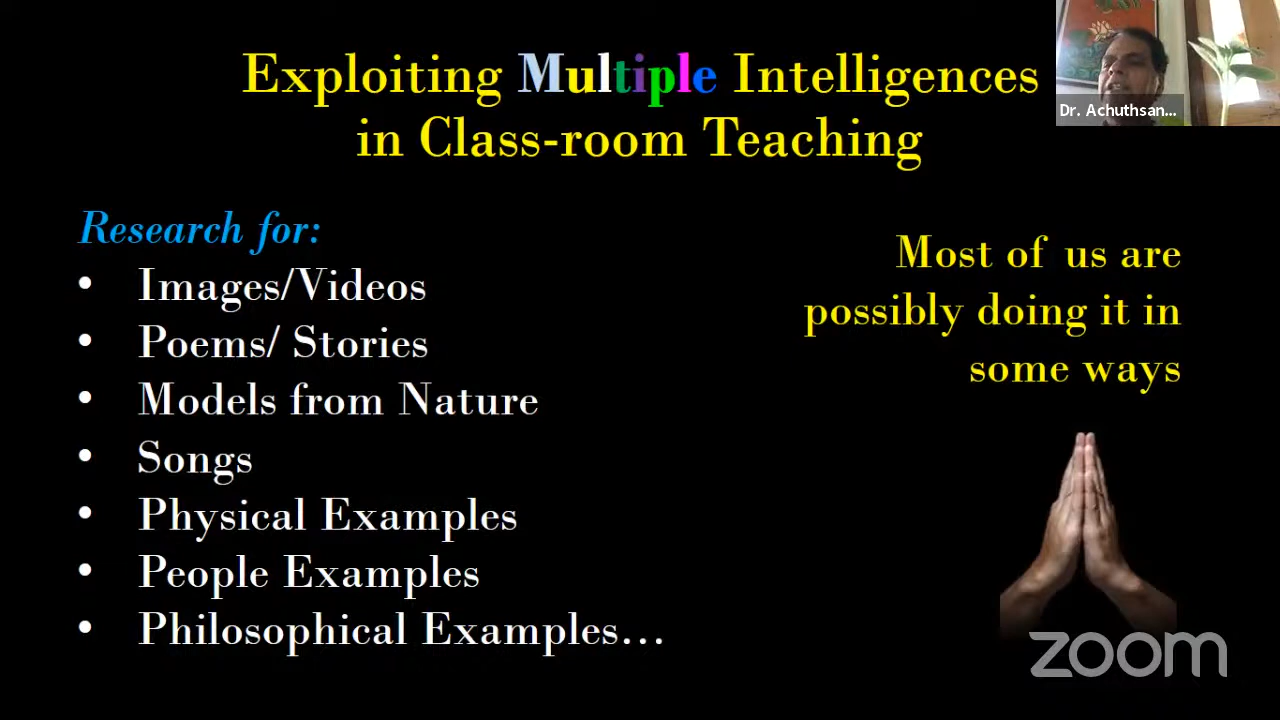 Exploiting Multiple Intelligences
in Class-room Teaching
Dr. Achuthsan...
Research for:
• Images/Videos
• Poems/ Stories
• Models from Nature
• Songs
• Physical Examples
• People Examples
• Philosophical Examples…
Most of us are
possibly doing it in
some ways
zoom